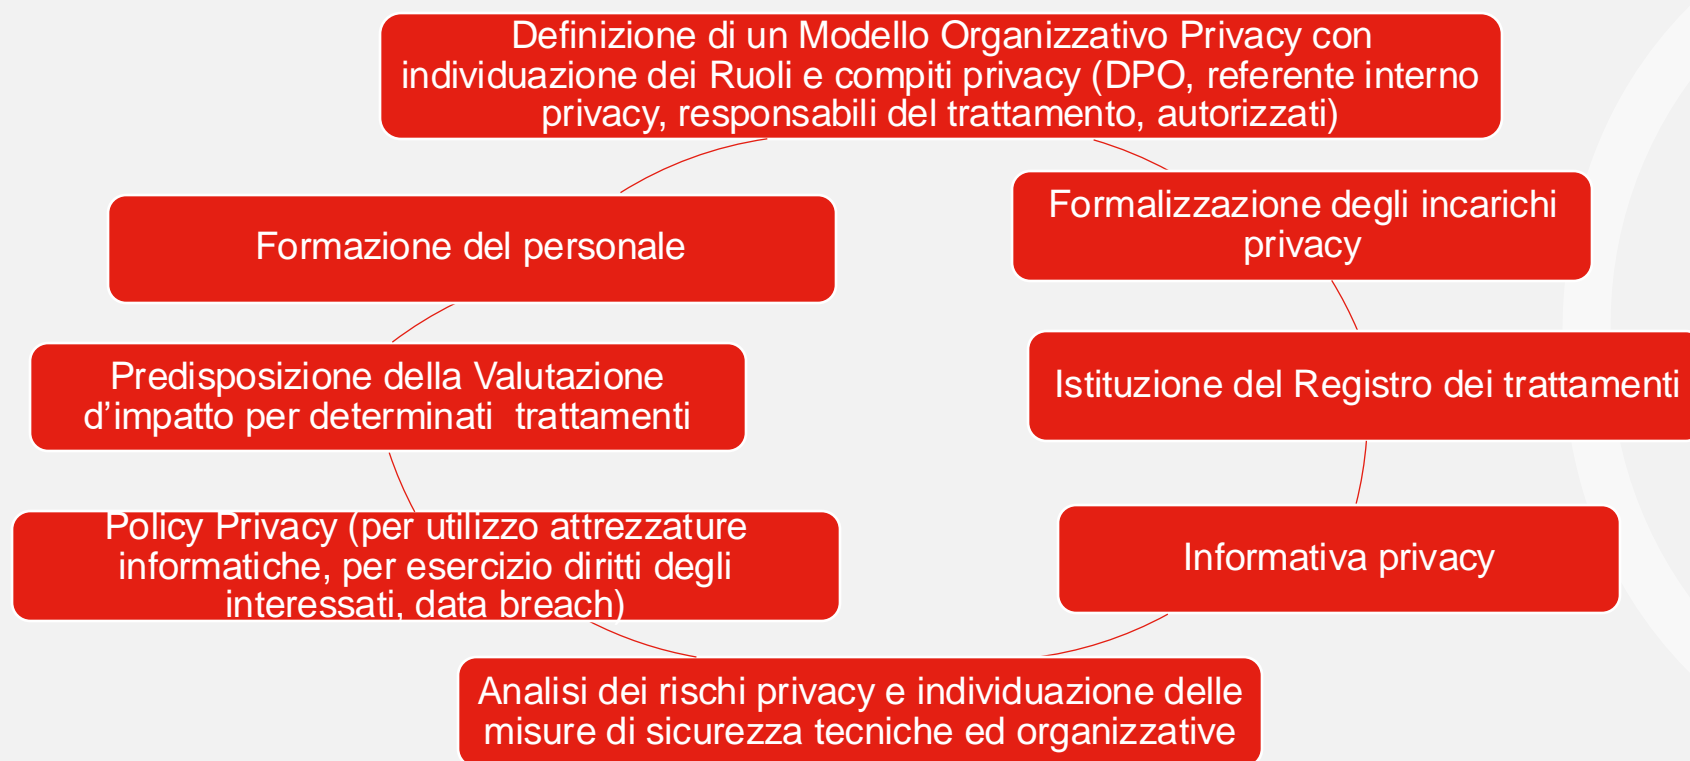 Definizione di un Modello Organizzativo Privacy con
individuazione dei Ruoli e compiti privacy (DPO, referente interno
privacy, responsabili del trattamento, autorizzati)
Formalizzazione degli incarichi
privacy
Istituzione del Registro dei trattamenti
Informativa privacy
Analisi dei rischi privacy e individuazione delle
misure di sicurezza tecniche ed organizzative
Policy Privacy (per utilizzo attrezzature
informatiche, per esercizio diritti degli
interessati, data breach)
Predisposizione della Valutazione
d’impatto per determinati  trattamenti
Formazione del personale